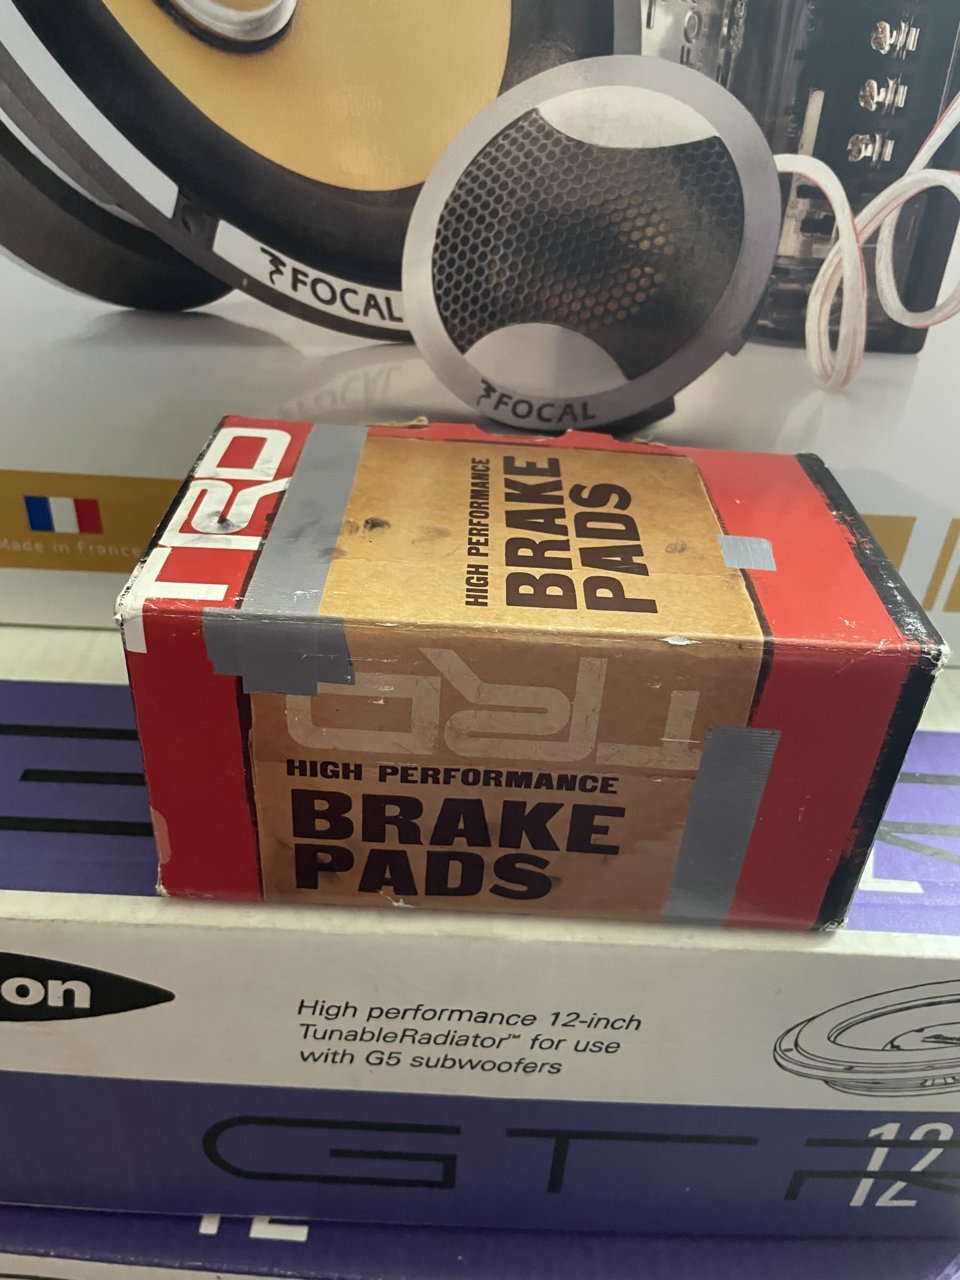 FOCAL
FOCAL
Made in France
TRD
HIGH PERFORMANCE
BRAKE
PADS
TRD
HIGH PERFORMANCE
BRAKE
PADS
on
High performance 12-inch
TunableRadiator™ for use
with G5 subwoofers
GTR
12
12